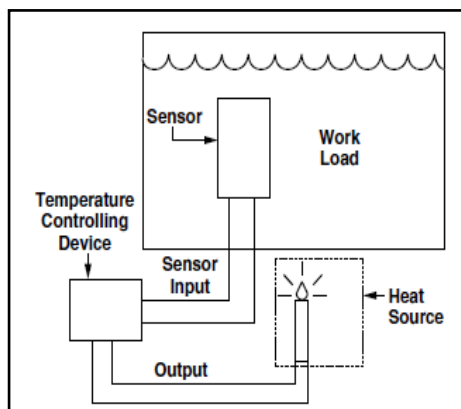 Sensor
Work
Load
Temperature
Controlling
Device
Sensor
Input
Heat
Source
Output